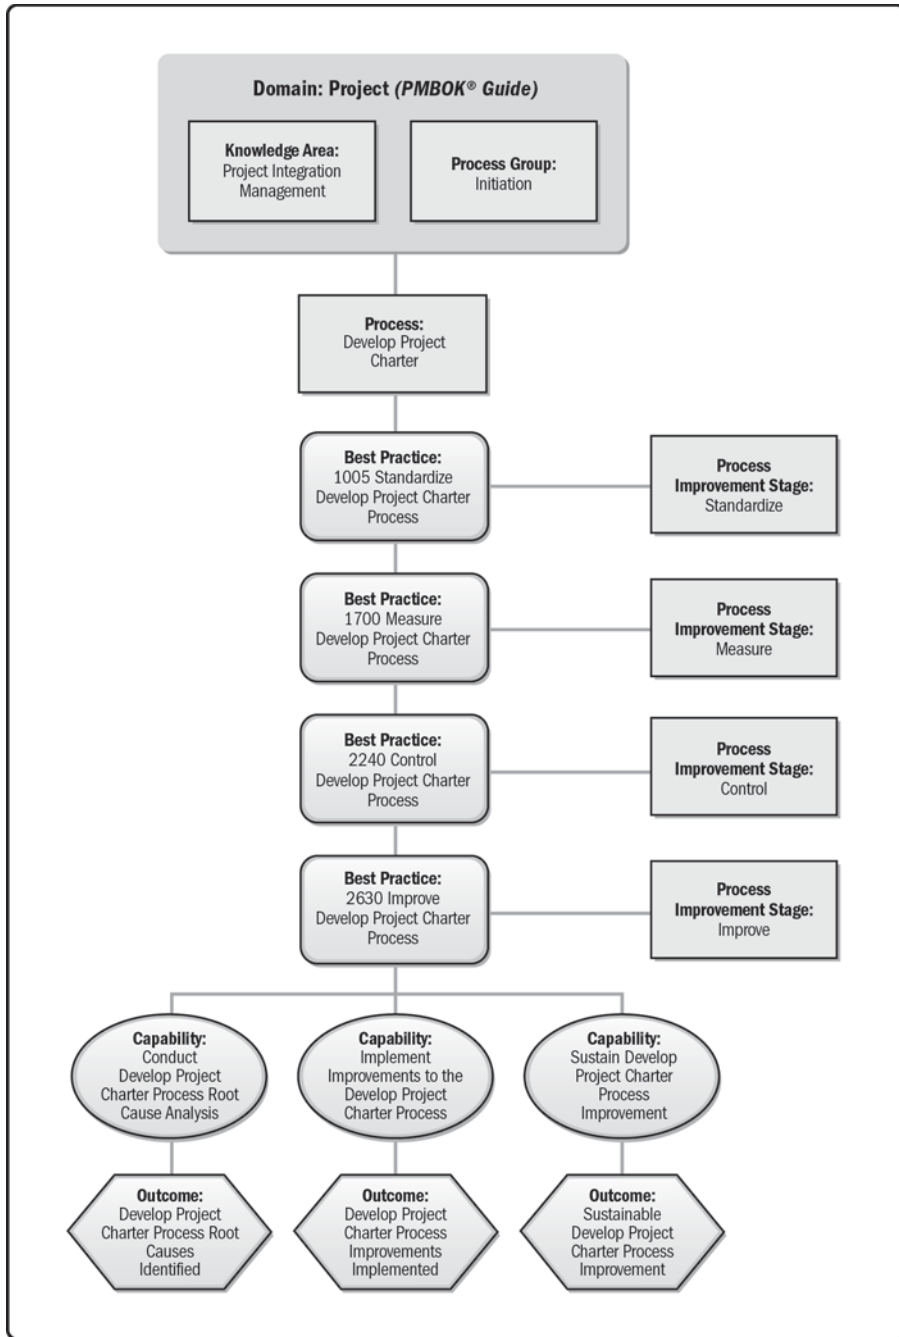 Domain: Project (PMBOK® Guide)
Knowledge Area:
Project Integration
Management
Process Group:
Initiation
Process:
Develop Project
Charter
Best Practice:
1005 Standardize
Develop Project Charter
Process
Process
Improvement Stage:
Standardize
Best Practice:
1700 Measure
Develop Project Charter
Process
Process
Improvement Stage:
Measure
Best Practice:
2240 Control
Develop Project Charter
Process
Process
Improvement Stage:
Control
Best Practice:
2630 Improve
Develop Project Charter
Process
Process
Improvement Stage:
Improve
Capability:
Conduct
Develop Project
Charter Process Root
Cause Analysis
Capability:
Implement
Improvements to the
Develop Project
Charter Process
Capability:
Sustain Develop
Project Charter
Process
Improvement
Outcome:
Develop Project
Charter Process Root
Causes
Identified
Outcome:
Develop Project
Charter Process
Improvements
Implemented
Outcome:
Sustainable
Develop Project
Charter Process
Improvement